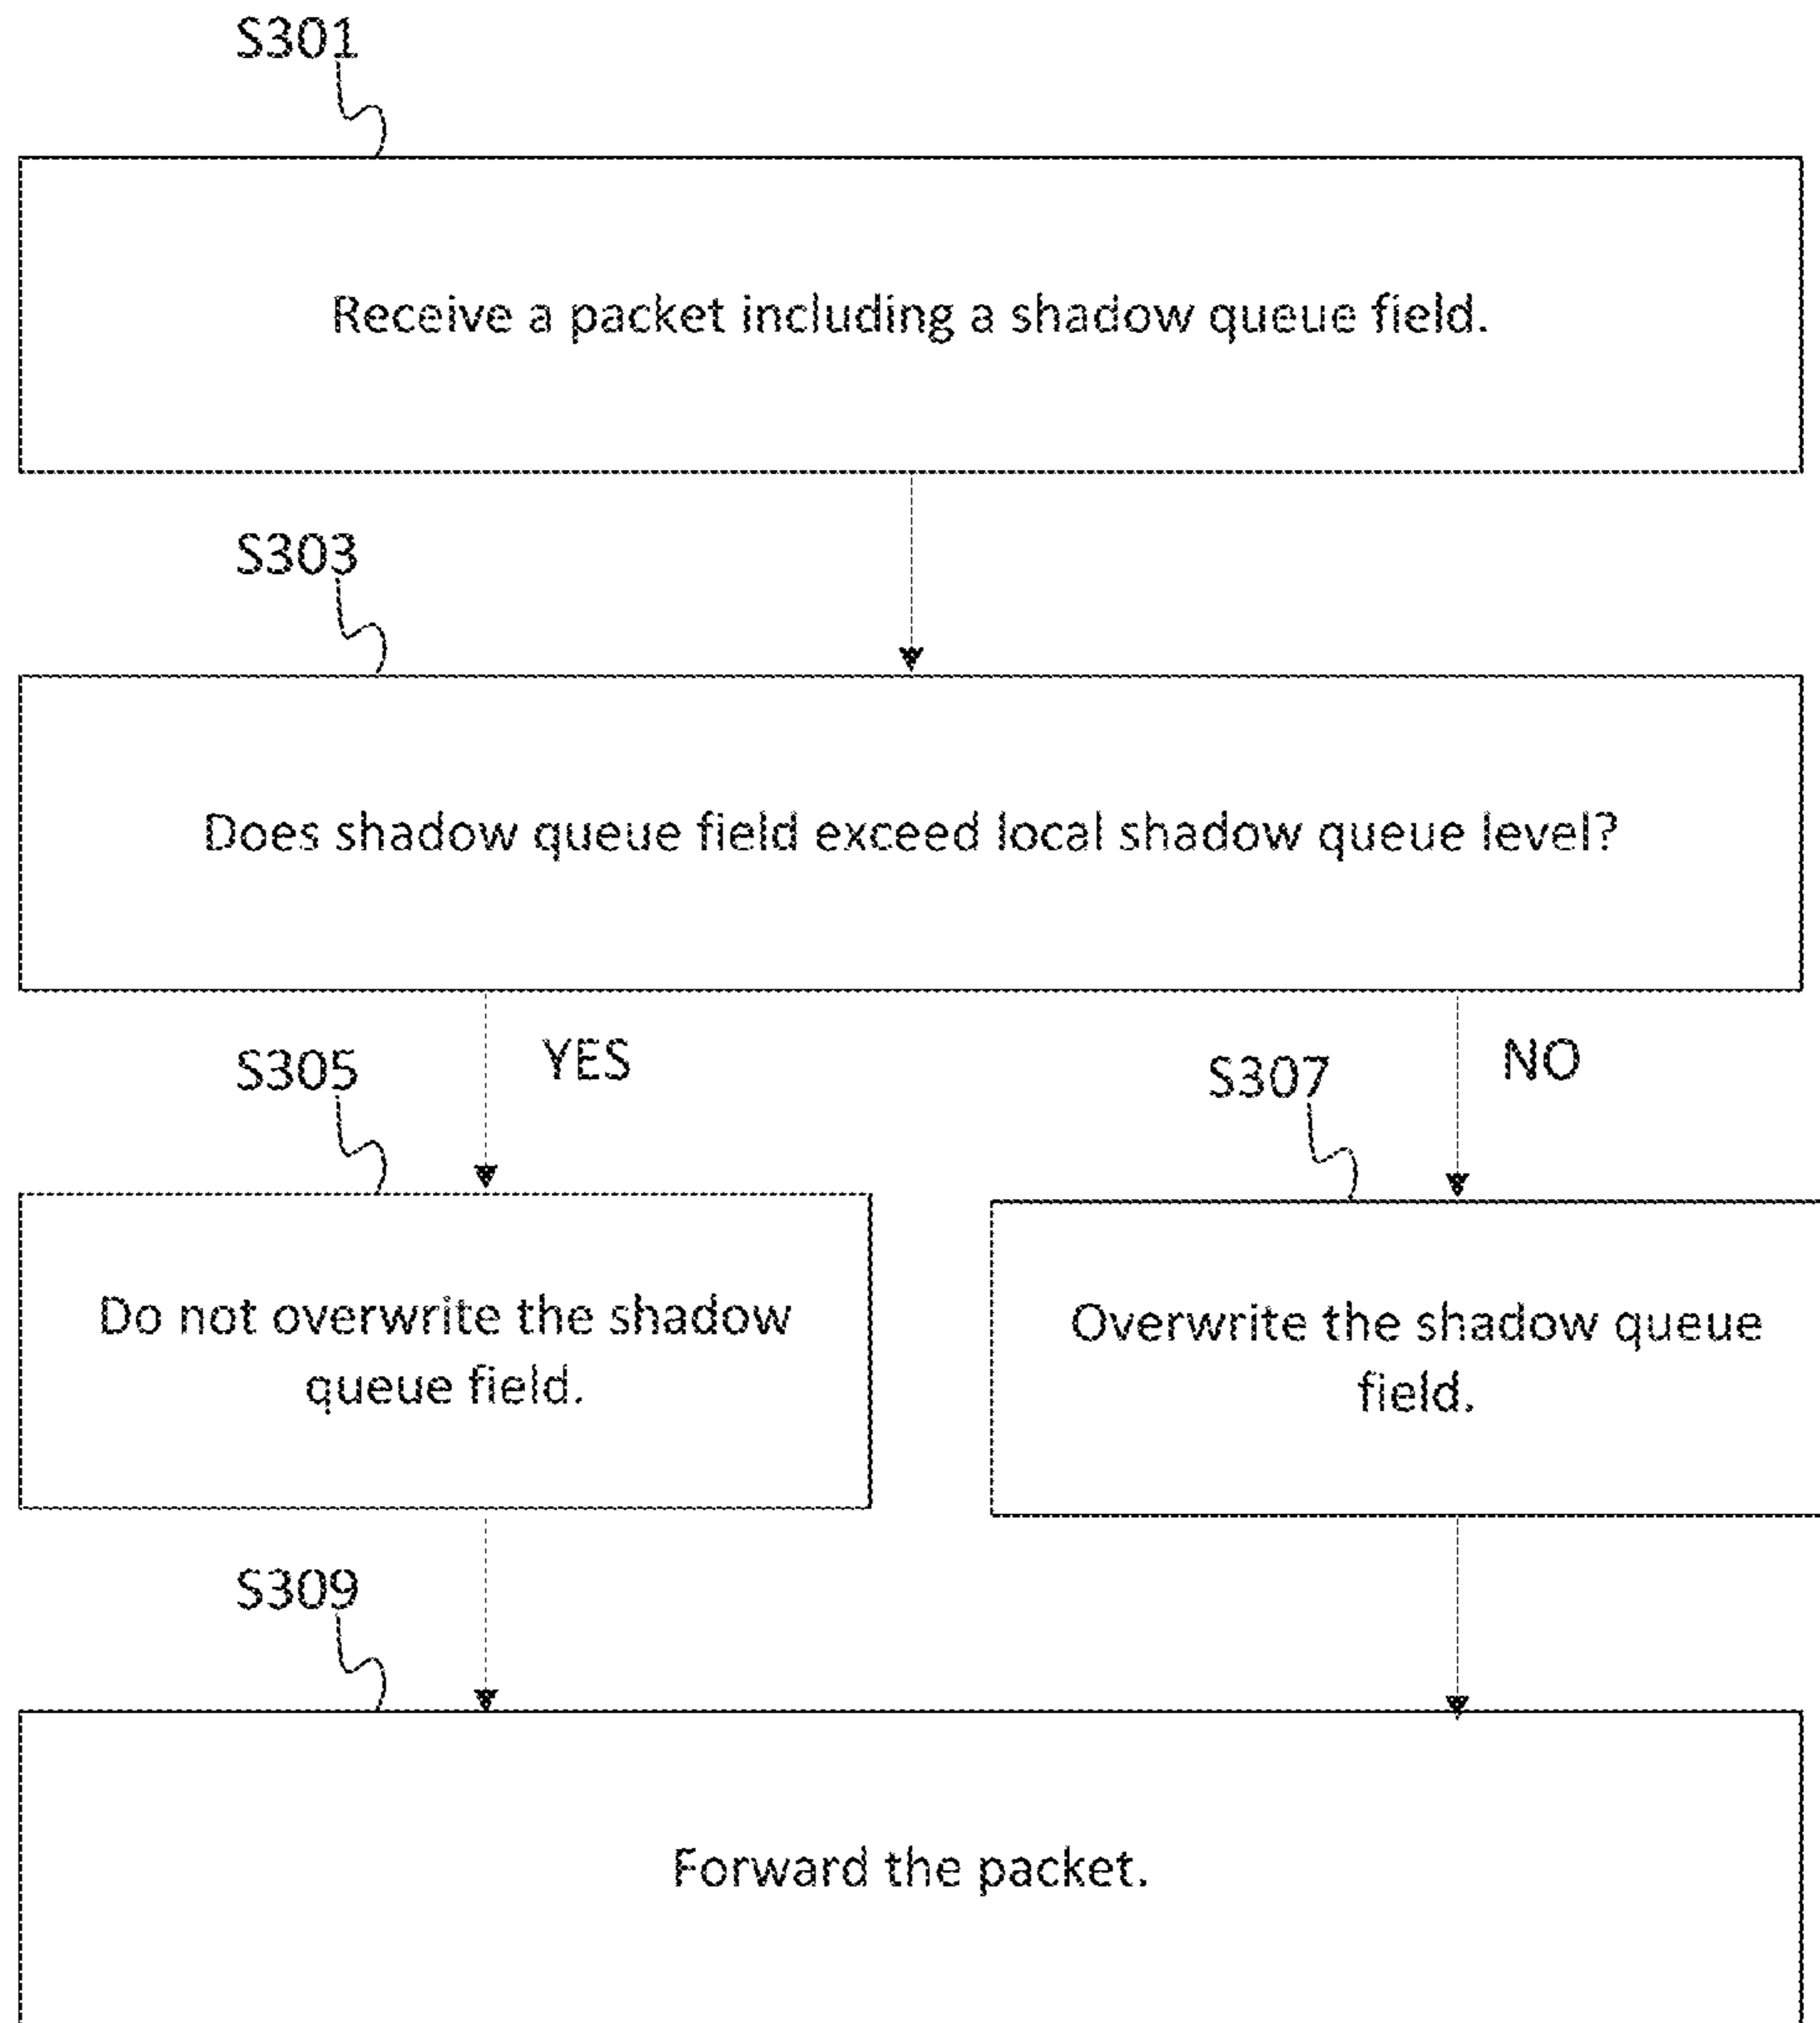 S301
Receive a packet including a shadow queue field.
S303
Does shadow queue field exceed local shadow queue level?
S305
YES
S307
NO
Do not overwrite the shadow
queue field.
Overwrite the shadow queue
field.
S309
Forward the packet.